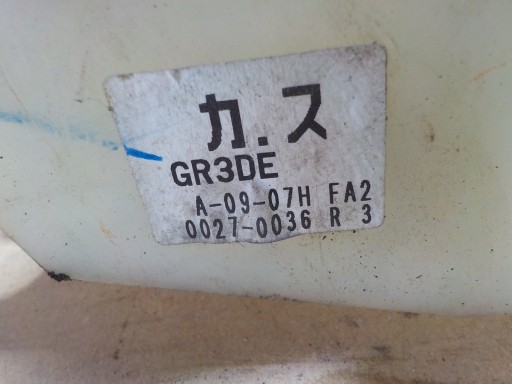 カ.ス
GR3DE
A-09-07H FA2
0027-0036 R 3